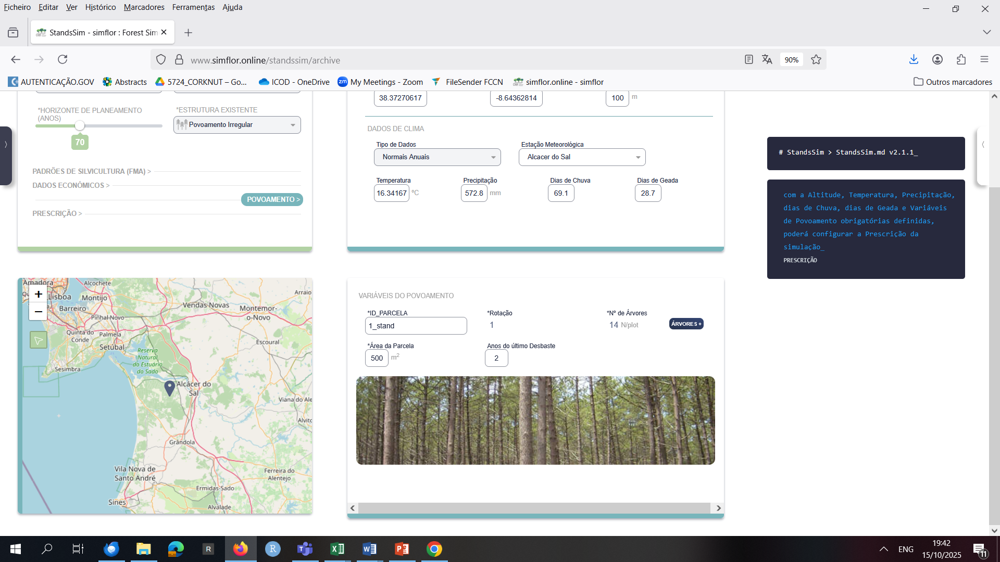 Ficheiro Editar Ver Histórico Marcadores Ferramentas Ajuda
StandsSim - simflor : Forest Sim
www.simflor.online/standssim/archive
90%
AUTENTICAÇÃO.GOV Abstracts 5724_CORKNUT – Go... ICOD - OneDrive zm My Meetings - Zoom FileSender FCCN simflor.online - simflor Outros marcadores
*HORIZONTE DE PLANEAMENTO (ANOS)
70
*ESTRUTURA EXISTENTE
Povoamento Irregular
PADRÕES DE SILVICULTURA (FMA) >
DADOS ECONÓMICOS >
POVOAMENTO >
PRESCRIÇÃO >
38.37270617 -8.64362814 100 m
DADOS DE CLIMA
Tipo de Dados Estação Meteorológica
Normais Anuais Alcacer do Sal
Temperatura Precipitação Dias de Chuva Dias de Geada
16.34167 ºC 572.8 mm 69.1 28.7
# StandsSim > StandsSim.md v2.1.1_
com a Altitude, Temperatura, Precipitação,
dias de Chuva, dias de Geada e Variáveis
de Povoamento obrigatórias definidas,
poderá configurar a Prescrição da
simulação_
PRESCRIÇÃO
+
−
Amadora
Alcochete
Lisboa
Montijo
Arraio
Barreiro
Vendas Novas
Montemor-
o-Novo
Pinhal-Novo
Quinta do
Conde
Palmela
Setúbal
Escoural
Reserva
Natural
do Estuário
do Sado
Sesimbra
Alcácer do
Sal
Viana do Ale
Alvito
Grândola
Vila Nova de
Santo André
Ferreira do
Alentejo
Ermidas-Sado
Sines
Alvalade
VARIÁVEIS DO POVOAMENTO
*ID_PARCELA *Rotação *Nº de Árvores
1_stand 1 14 N/plot ÁRVORES +
*Área da Parcela Anos do último Desbaste
500 m2 2
R
R
ENG
19:42
15/10/2025
11